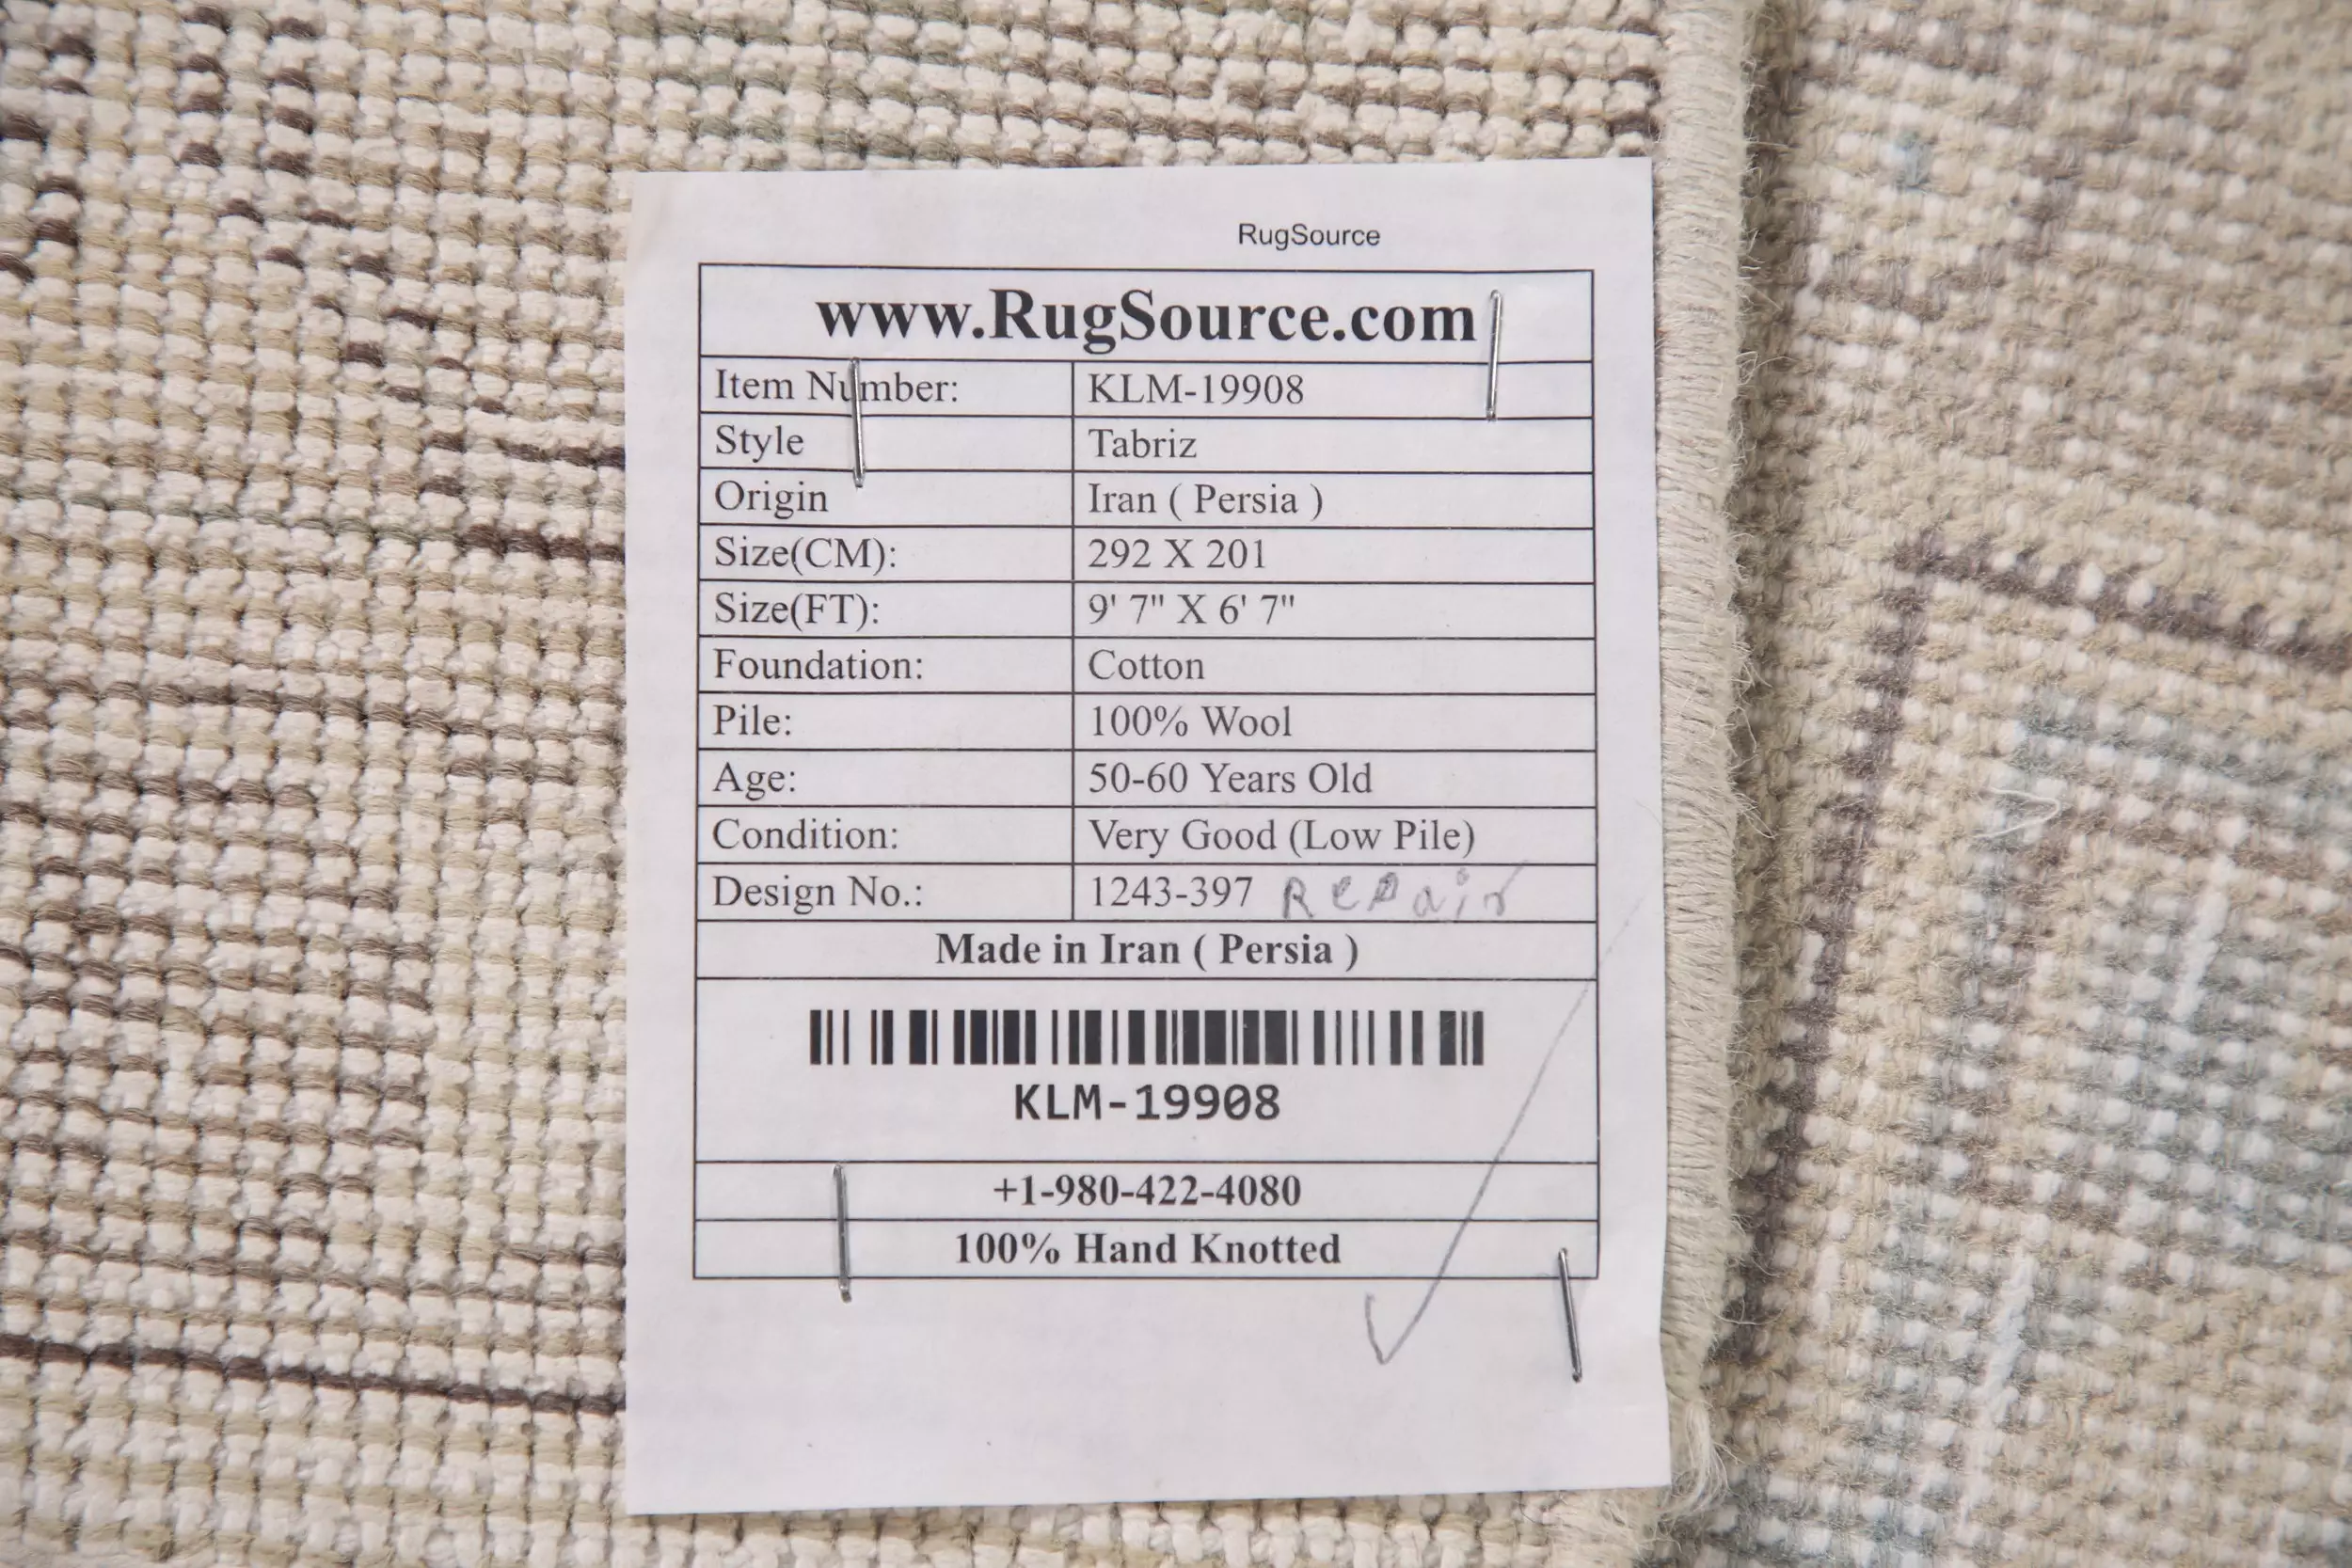 RugSource
www.RugSource.com
Item Number: KLM-19908
Style Tabriz
Origin Iran ( Persia )
Size(CM): 292 X 201
Size(FT): 9' 7" X 6' 7"
Foundation: Cotton
Pile: 100% Wool
Age: 50-60 Years Old
Condition: Very Good (Low Pile)
Design No.: 1243-397 Repair
Made in Iran ( Persia )
KLM-19908
+1-980-422-4080
100% Hand Knotted